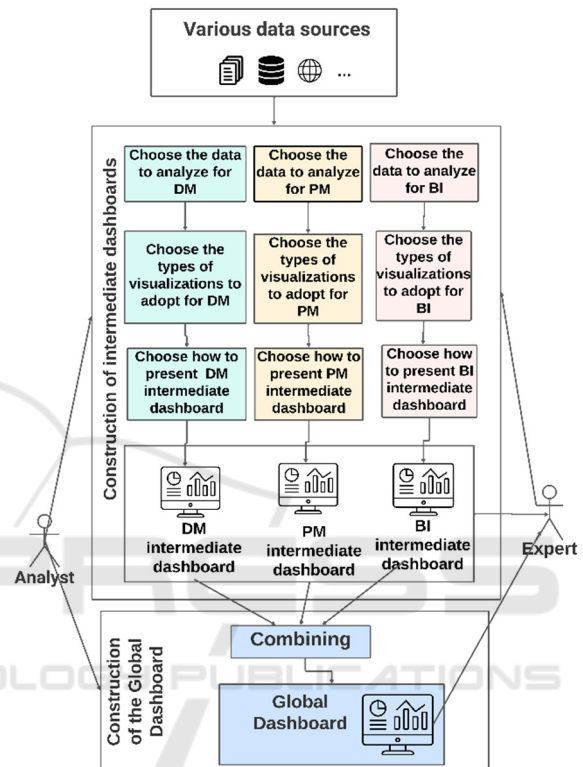 Various data sources
...
Construction of intermediate dashboards
Choose the data
to analyze for
DM
Choose the
data to analyze
for PM
Choose the
data to analyze
for BI
Choose the
types of
visualizations to
adopt for DM
Choose the
types of
visualizations
to adopt for
PM
Choose the
types of
visualizations
to adopt for
BI
Choose how to
present DM
intermediate
dashboard
Choose how to
present PM
intermediate
dashboard
Choose how
to present BI
intermediate
dashboard
DM
intermediate
dashboard
PM
intermediate
dashboard
BI
intermediate
dashboard
Analyst
Expert
Construction
of the Global
Dashboard
Combining
Global
Dashboard
PUBLICATIONS